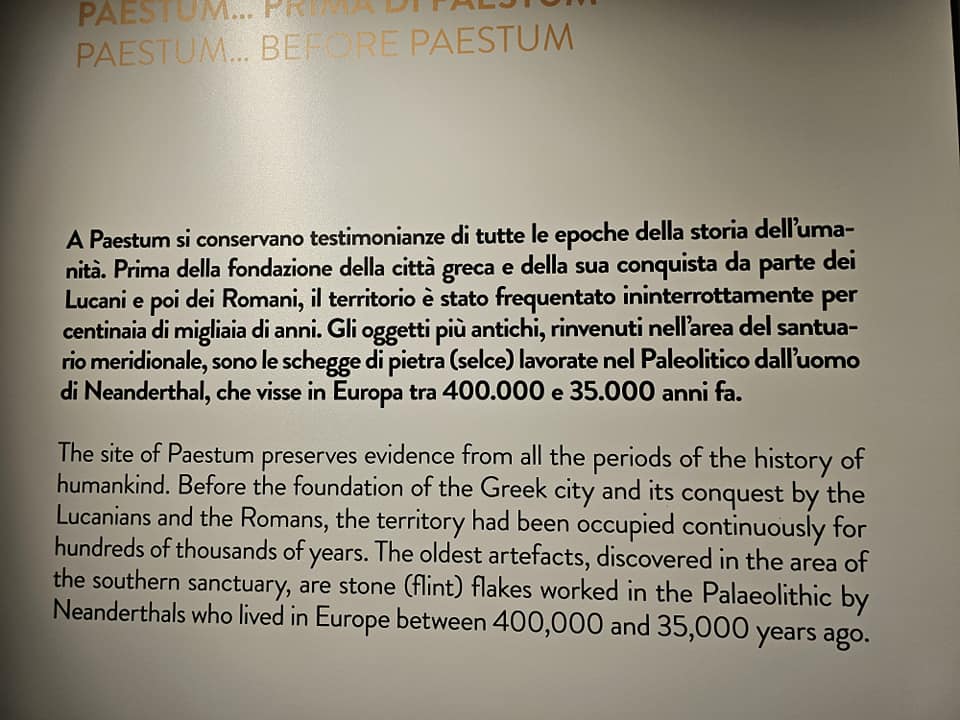 PAESTUM... PRIMA DI PAESTUM
PAESTUM... BEFORE PAESTUM
A Paestum si conservano testimonianze di tutte le epoche della storia dell'uma-
nità. Prima della fondazione della città greca e della sua conquista da parte dei
Lucani e poi dei Romani, il territorio è stato frequentato ininterrottamente per
centinaia di migliaia di anni. Gli oggetti più antichi, rinvenuti nell'area del santua-
rio meridionale, sono le schegge di pietra (selce) lavorate nel Paleolitico dall'uomo
di Neanderthal, che visse in Europa tra 400.000 e 35.000 anni fa.
The site of Paestum preserves evidence from all the periods of the history of
humankind. Before the foundation of the Greek city and its conquest by the
Lucanians and the Romans, the territory had been occupied continuously for
hundreds of thousands of years. The oldest artefacts, discovered in the area of
the southern sanctuary, are stone (flint) flakes worked in the Palaeolithic by
Neanderthals who lived in Europe between 400,000 and 35,000 years ago.